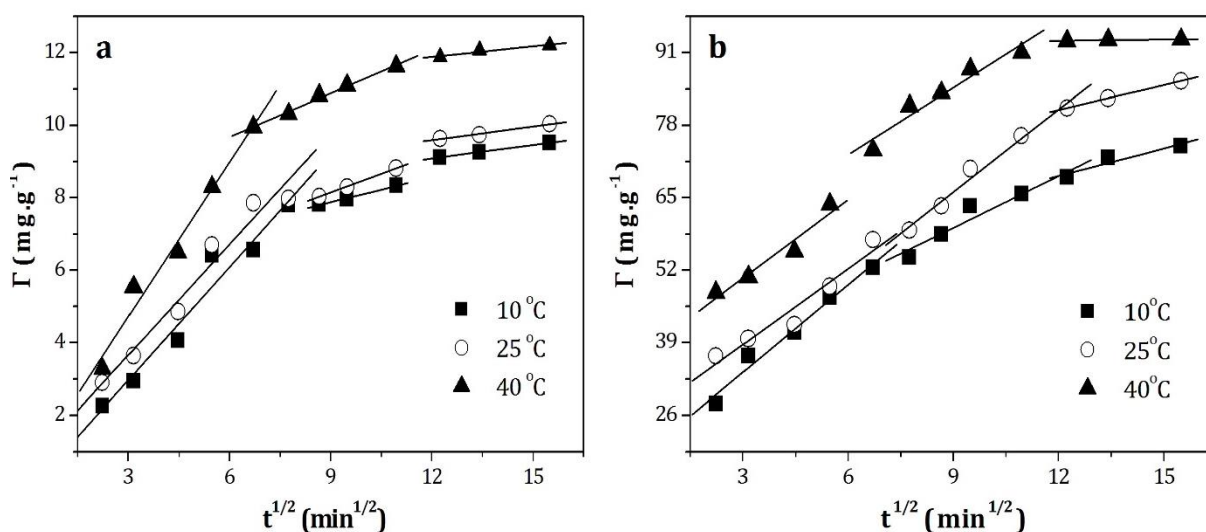 a
Γ (mg.g⁻¹)
12
10
8
6
4
2
10 °C
25 °C
40 °C
3 6 9 12 15
t^1/2 (min^1/2)
b
Γ (mg.g⁻¹)
91
78
65
52
39
26
10°C
25°C
40°C
3 6 9 12 15
t^1/2 (min^1/2)